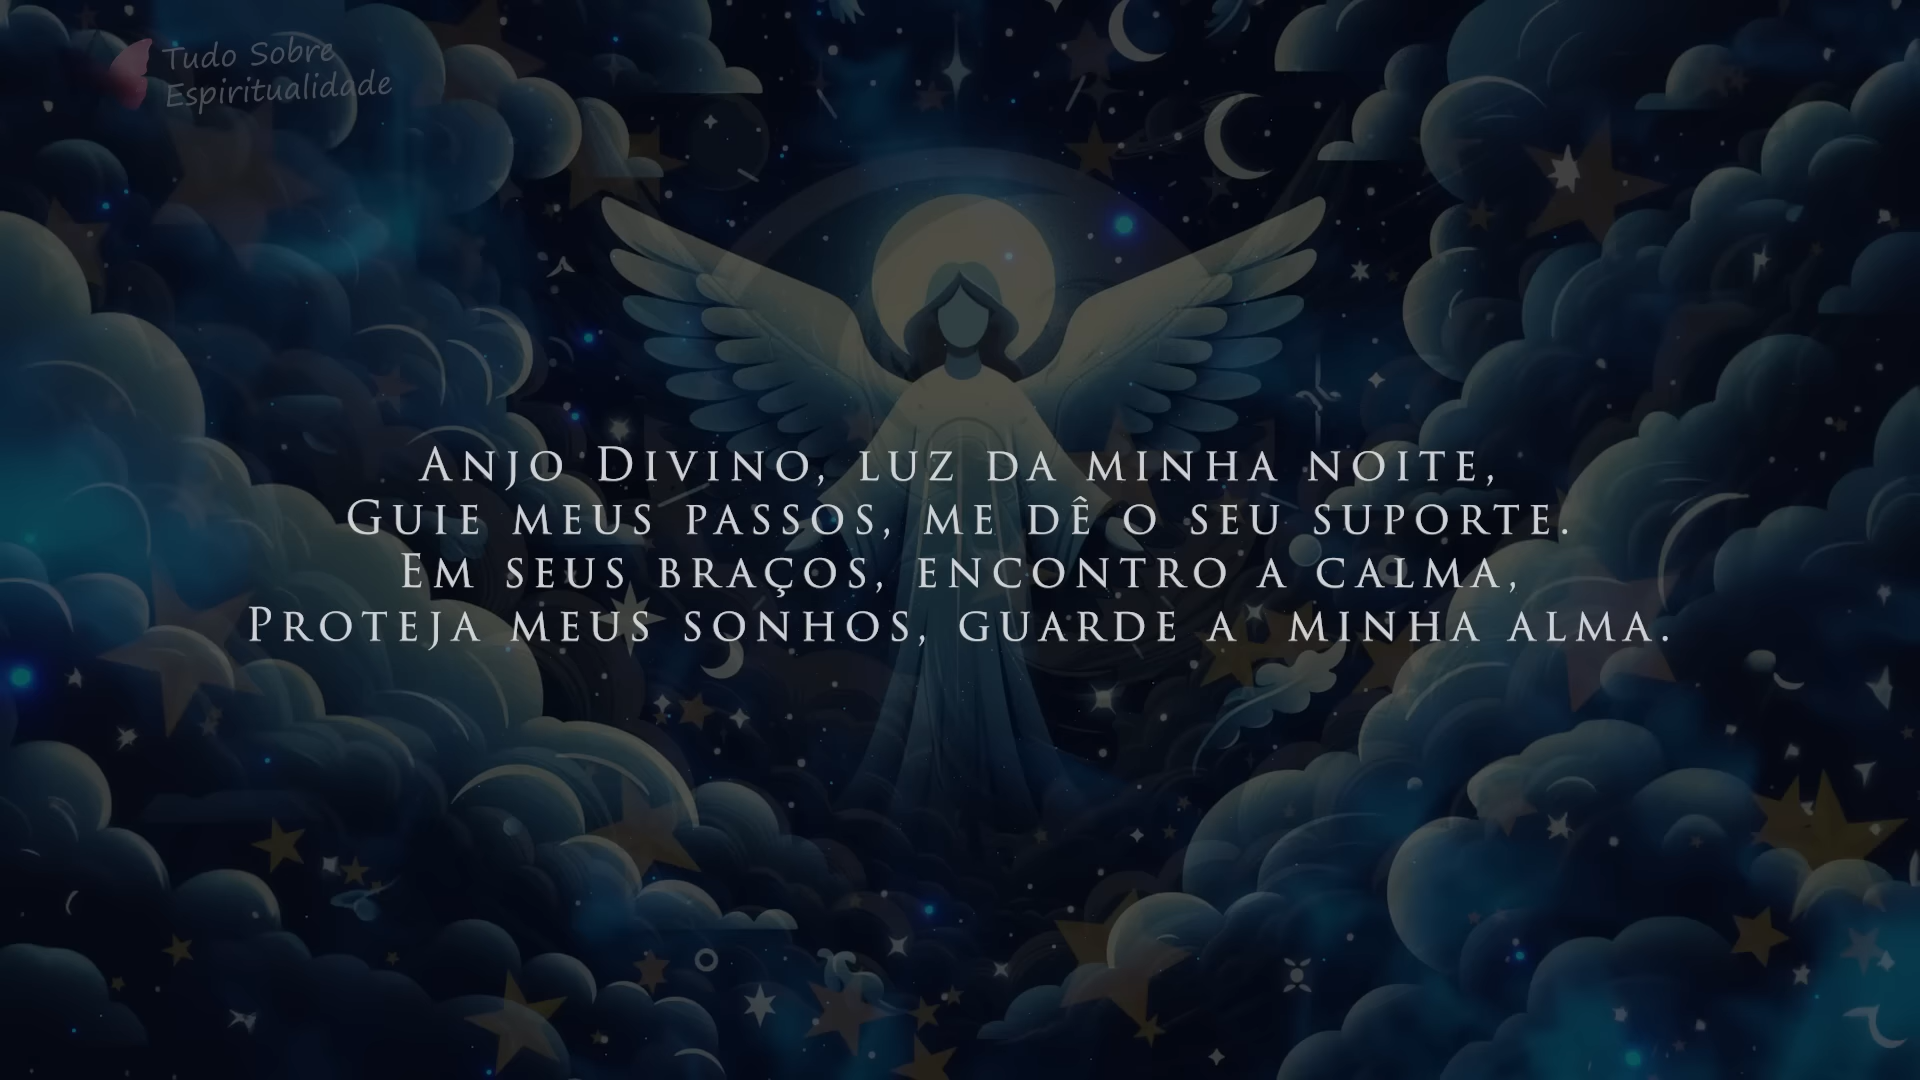 Tudo Sobre
Espiritualidade
Anjo Divino, luz da minha noite,
Guie meus passos, me dê o seu suporte.
Em seus braços, encontro a calma,
Proteja meus sonhos, guarde a minha alma.